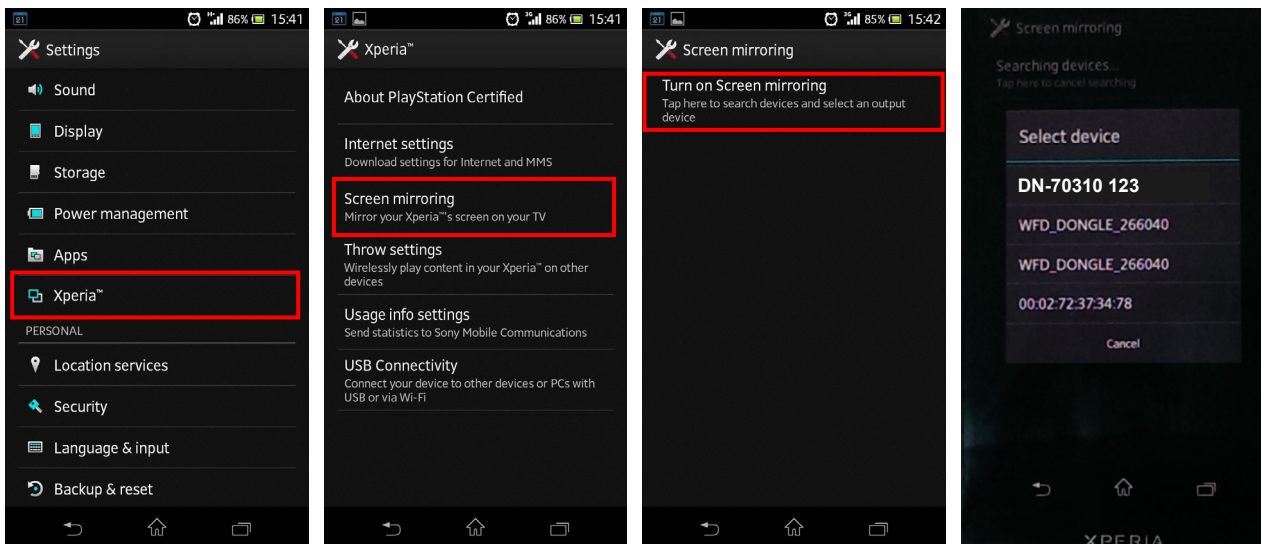 21 H+ 86% 15:41
Settings
Sound
Display
Storage
Power management
Apps
Xperia™
PERSONAL
Location services
Security
Language & input
Backup & reset
21 3G 86% 15:41
Xperia™
About PlayStation Certified
Internet settings
Download settings for Internet and MMS
Screen mirroring
Mirror your Xperia™'s screen on your TV
Throw settings
Wirelessly play content in your Xperia™ on other
devices
Usage info settings
Send statistics to Sony Mobile Communications
USB Connectivity
Connect your device to other devices or PCs with
USB or via Wi-Fi
21 3G 85% 15:42
Screen mirroring
Turn on Screen mirroring
Tap here to search devices and select an output
device
Screen mirroring
Searching devices...
Tap here to cancel searching
Select device
DN-70310 123
WFD_DONGLE_266040
WFD_DONGLE_266040
00:02:72:37:34:78
Cancel
XPERIA